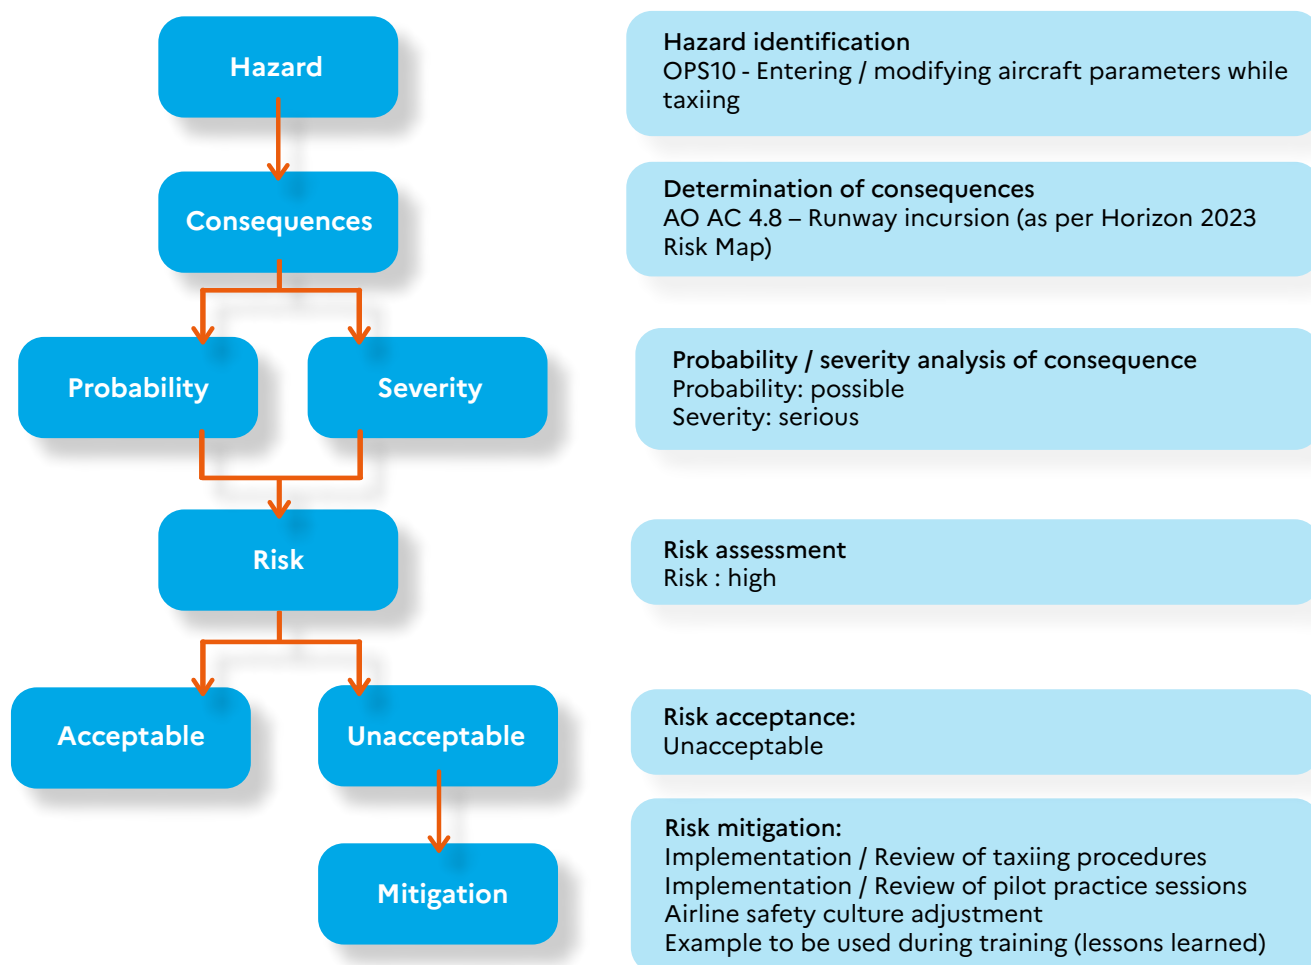 Hazard
Hazard identification
OPS10 - Entering / modifying aircraft parameters while
taxiing
Consequences
Determination of consequences
AO AC 4.8 – Runway incursion (as per Horizon 2023
Risk Map)
Probability
Severity
Probability / severity analysis of consequence
Probability: possible
Severity: serious
Risk
Risk assessment
Risk : high
Acceptable
Unacceptable
Risk acceptance:
Unacceptable
Mitigation
Risk mitigation:
Implementation / Review of taxiing procedures
Implementation / Review of pilot practice sessions
Airline safety culture adjustment
Example to be used during training (lessons learned)